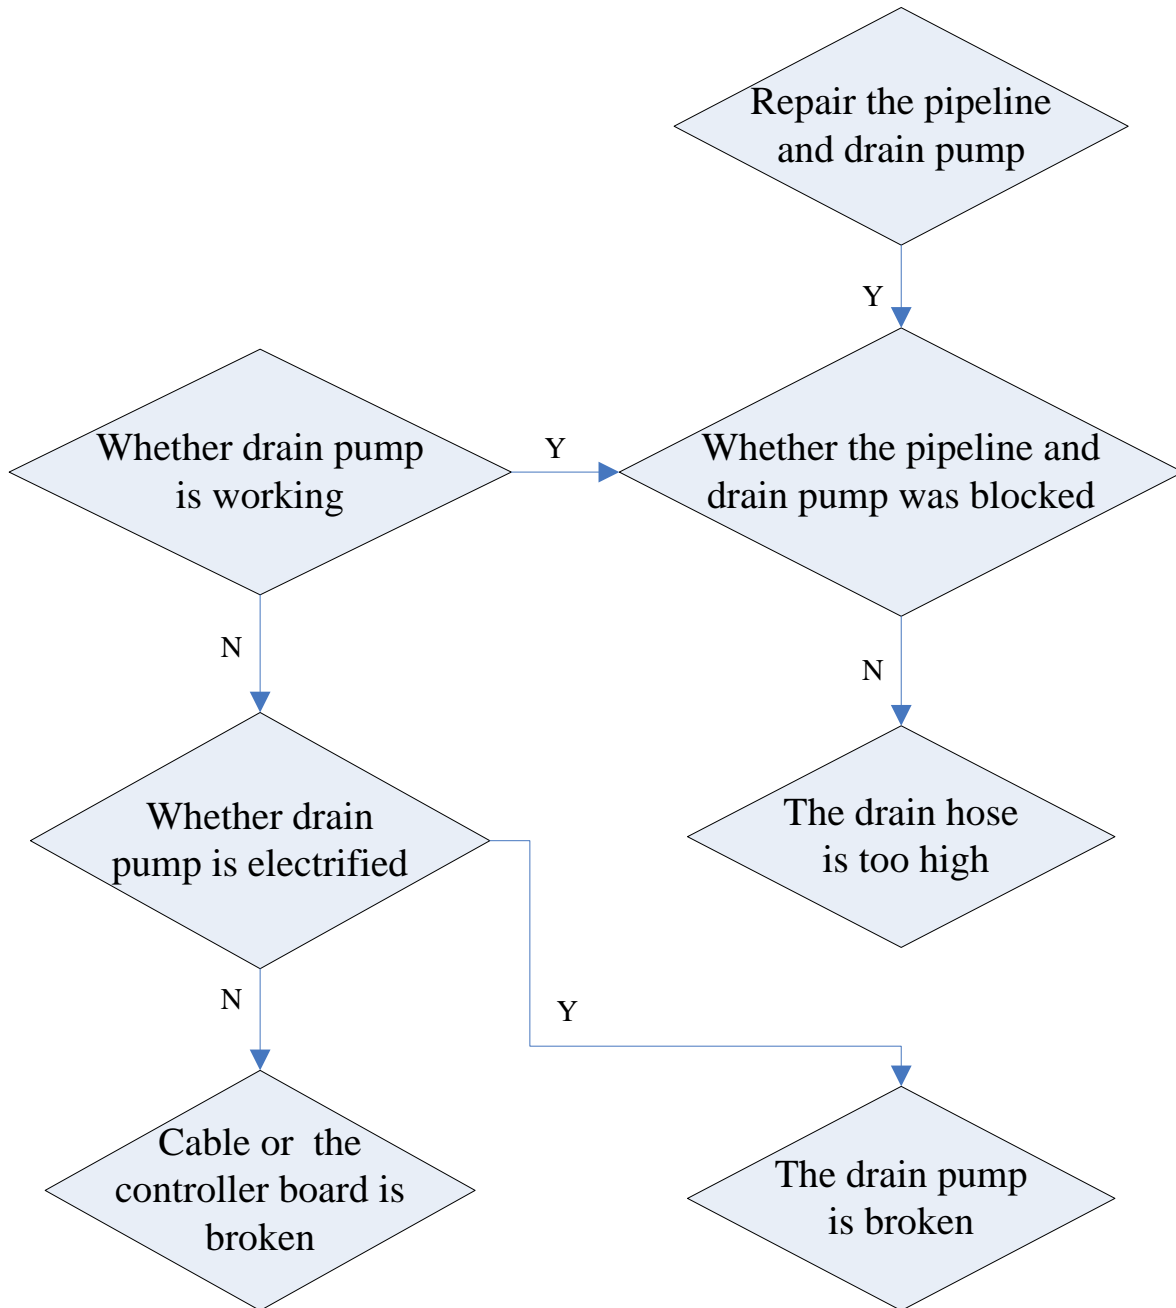 Repair the pipeline
and drain pump
Y
Whether drain pump
is working
Y
Whether the pipeline and
drain pump was blocked
N
N
Whether drain
pump is electrified
The drain hose
is too high
N
Y
Cable or  the
controller board is
broken
The drain pump
is broken